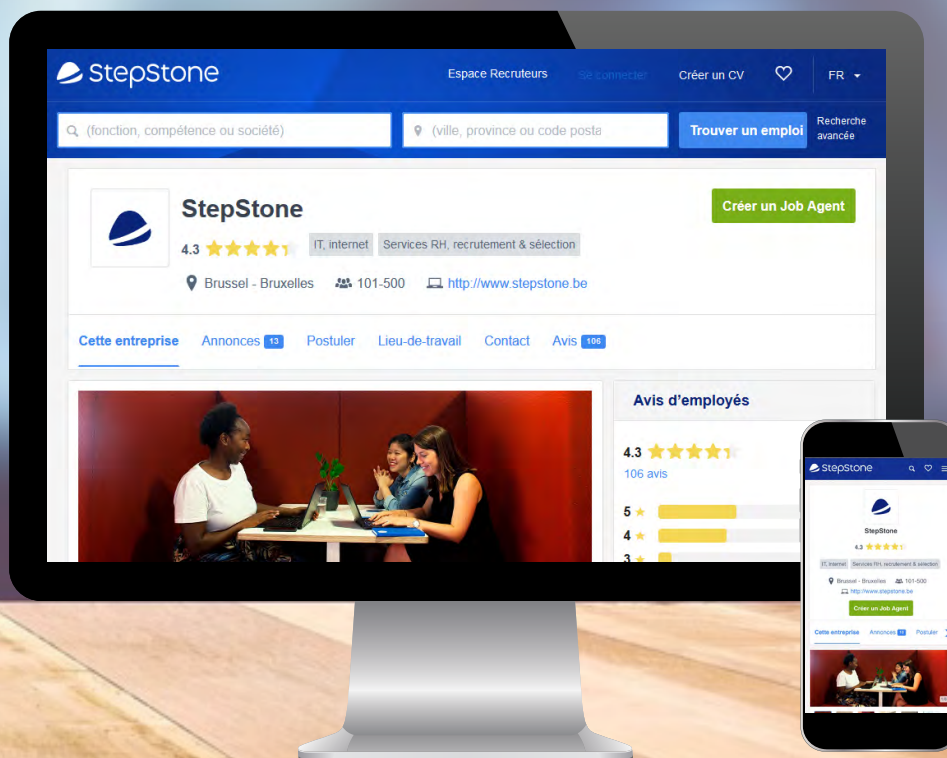 StepStone
Espace Recruteurs Se connecter Créer un CV FR
(fonction, compétence ou société) (ville, province ou code posta Trouver un emploi Recherche avancée
StepStone Créer un Job Agent
4.3 IT, internet Services RH, recrutement & sélection
Brussel - Bruxelles 101-500 http://www.stepstone.be
Cette entreprise Annonces 13 Postuler Lieu-de-travail Contact Avis 106
Avis d'employés
4.3
106 avis
5
4
3
StepStone
StepStone
4.3
IT, internet Services RH, recrutement & sélection
Brussel - Bruxelles 101-500
http://www.stepstone.be
Créer un Job Agent
Cette entreprise Annonces 13 Postuler